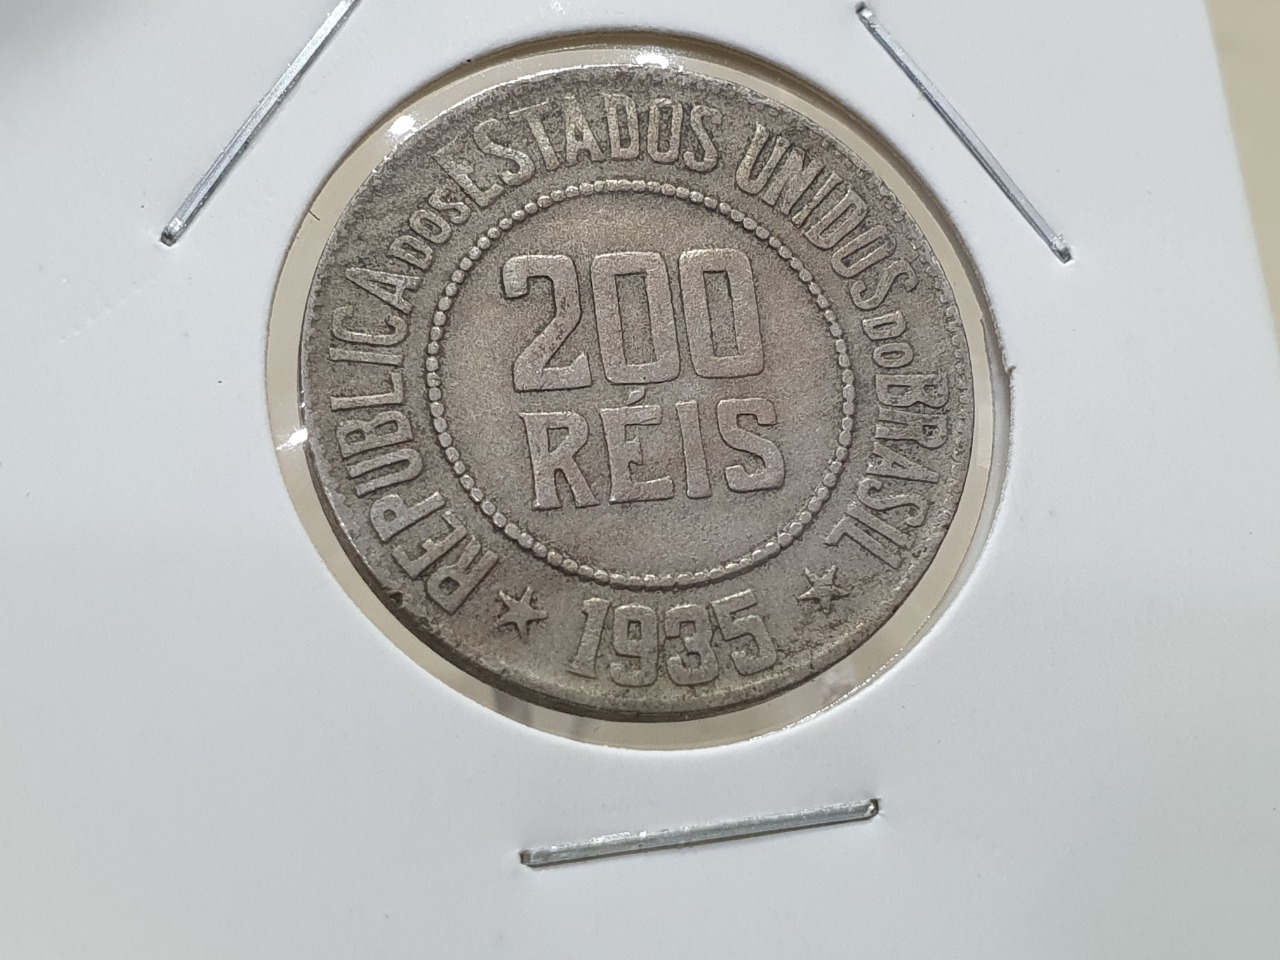 REPUBLICA DOS ESTADOS UNIDOS DO BRASIL
200
RÉIS
★ 1935 ★